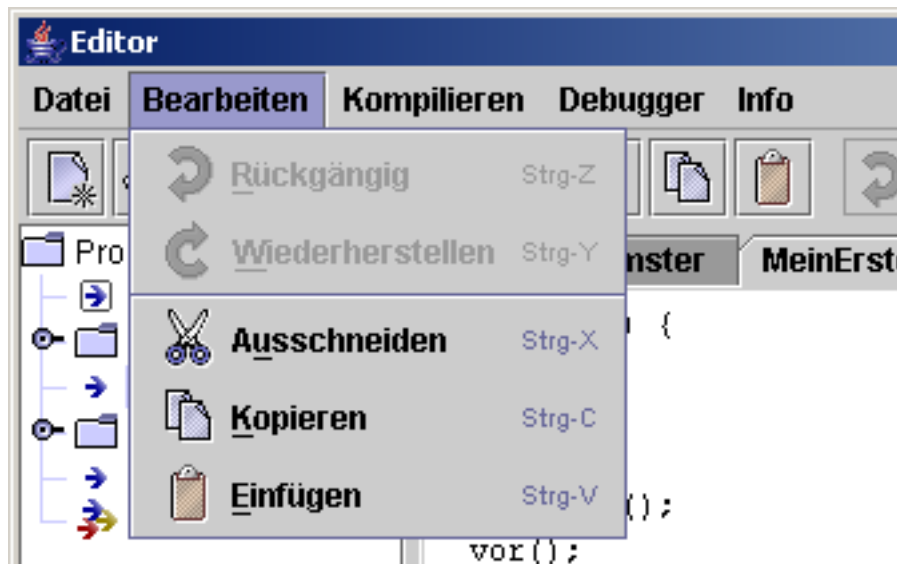 Editor
Datei Bearbeiten Kompilieren Debugger Info
Rückgängig Strg-Z
Pro Wiederherstellen Strg-Y mster MeinErst
Ausschneiden Strg-X {
Kopieren Strg-C
Einfügen Strg-V ();
vor();